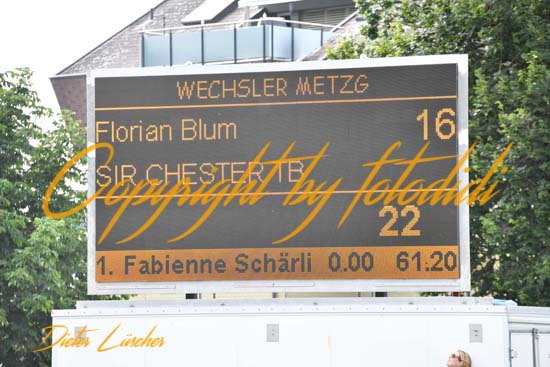 WECHSLER METZG
Florian Blum 16
SIR CHESTER TB
Copyright by fotodidi
22
1. Fabienne Schärli 0.00 61:20
Dieter Lüscher